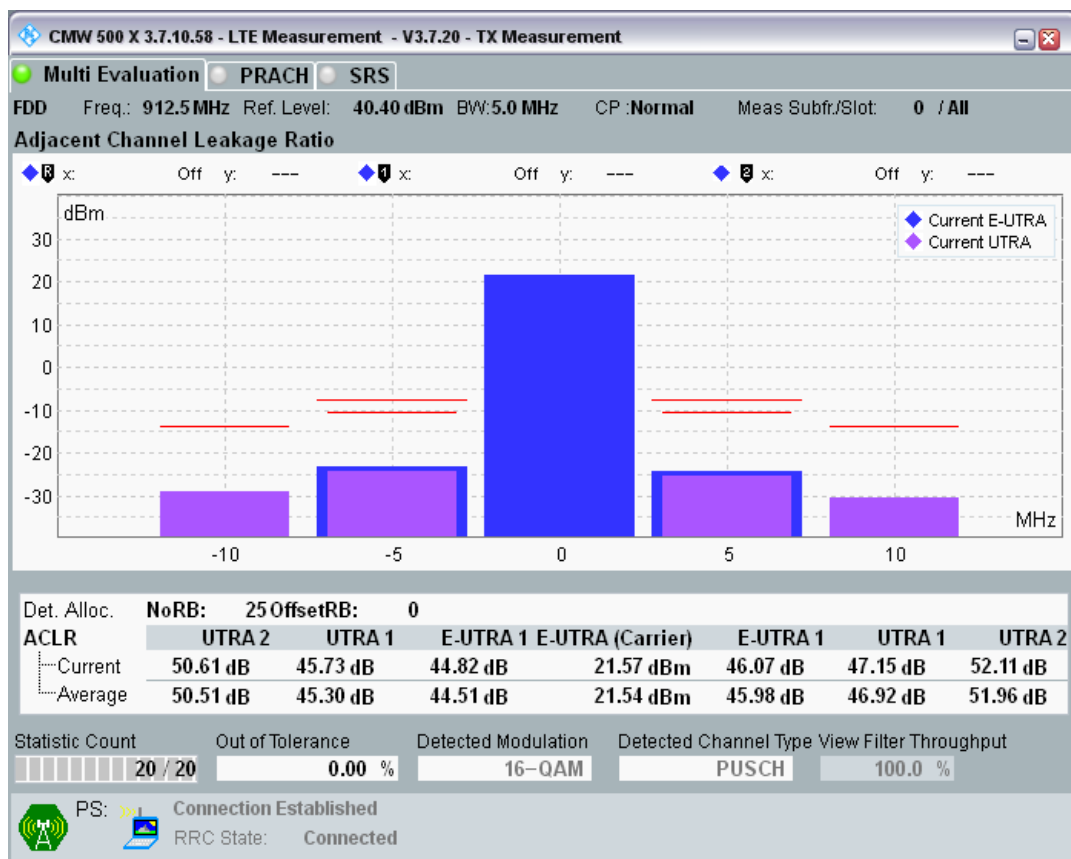 CMW 500 X 3.7.10.58 - LTE Measurement - V3.7.20 - TX Measurement
Multi Evaluation PRACH SRS
FDD Freq.: 912.5 MHz Ref. Level: 40.40 dBm BW:5.0 MHz CP :Normal Meas Subfr./Slot: 0 / All
Adjacent Channel Leakage Ratio
R x: Off y: --- 1 x: Off y: --- 2 x: Off y: ---
dBm
Current E-UTRA
Current UTRA
30
20
10
0
-10
-20
-30
MHz
-10 -5 0 5 10
Det. Alloc. NoRB: 25 OffsetRB: 0
ACLR UTRA 2 UTRA 1 E-UTRA 1 E-UTRA (Carrier) E-UTRA 1 UTRA 1 UTRA 2
Current 50.61 dB 45.73 dB 44.82 dB 21.57 dBm 46.07 dB 47.15 dB 52.11 dB
Average 50.51 dB 45.30 dB 44.51 dB 21.54 dBm 45.98 dB 46.92 dB 51.96 dB
Statistic Count Out of Tolerance Detected Modulation Detected Channel Type View Filter Throughput
20 / 20 0.00 % 16-QAM PUSCH 100.0 %
PS: Connection Established
RRC State: Connected